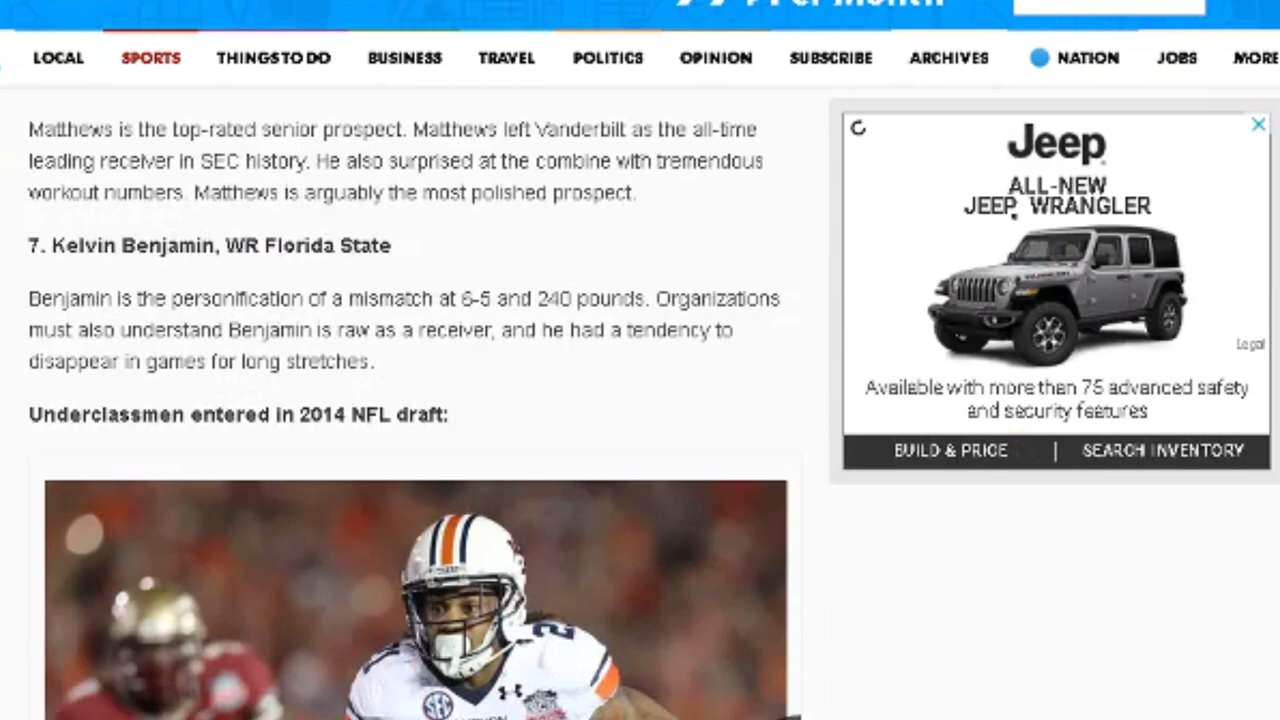 LOCAL SPORTS THINGS TO DO BUSINESS TRAVEL POLITICS OPINION SUBSCRIBE ARCHIVES NATION JOBS MORE
Matthews is the top-rated senior prospect. Matthews left Vanderbilt as the all-time
leading receiver in SEC history. He also surprised at the combine with tremendous
workout numbers. Matthews is arguably the most polished prospect.
7. Kelvin Benjamin, WR Florida State
Benjamin is the personification of a mismatch at 6-5 and 240 pounds. Organizations
must also understand Benjamin is raw as a receiver, and he had a tendency to
disappear in games for long stretches.
Underclassmen entered in 2014 NFL draft:
Jeep
ALL-NEW
JEEP WRANGLER
Legal
Available with more than 75 advanced safety
and security features
BUILD & PRICE | SEARCH INVENTORY
2
SEC